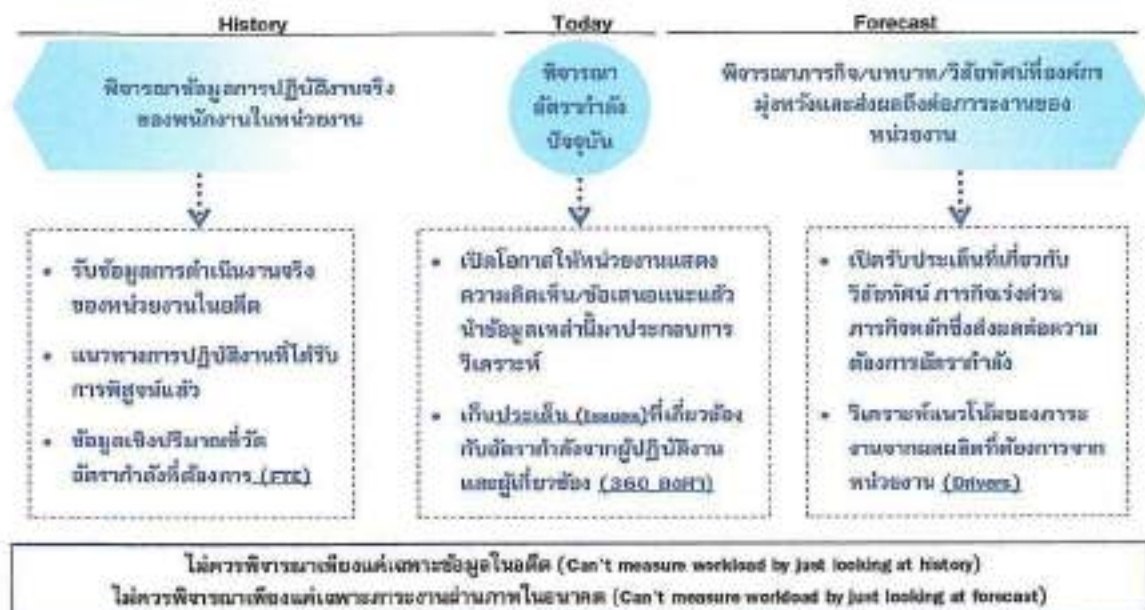 History
Today
Forecast
พิจารณาข้อมูลการปฏิบัติงานจริง
ของพนักงานในหน่วยงาน
พิจารณา
อัตรากำลัง
ปัจจุบัน
พิจารณาภารกิจ/บทบาท/วิสัยทัศน์ที่องค์กร
มุ่งหวังและส่งผลถึงต่อภาระงานของ
หน่วยงาน
• รับข้อมูลการดำเนินงานจริง
ของหน่วยงานในอดีต
• แนวทางการปฏิบัติงานที่ได้รับ
การพิสูจน์แล้ว
• ข้อมูลเชิงปริมาณที่วัด
อัตรากำลังที่ต้องการ (FTE)
• เปิดโอกาสให้หน่วยงานแสดง
ความคิดเห็น/ข้อเสนอแนะแล้ว
นำข้อมูลเหล่านี้มาประกอบการ
วิเคราะห์
• เก็บประเด็น (Issues)ที่เกี่ยวข้อง
กับอัตรากำลังจากผู้ปฏิบัติงาน
และผู้เกี่ยวข้อง (360 องศา)
• เปิดรับประเด็นที่เกี่ยวกับ
วิสัยทัศน์ ภารกิจเร่งด่วน
ภารกิจหลักซึ่งส่งผลต่อความ
ต้องการอัตรากำลัง
• วิเคราะห์แนวโน้มของภาระ
งานจากผลผลิตที่ต้องการจาก
หน่วยงาน (Drivers)
ไม่ควรพิจารณาเพียงแค่เฉพาะข้อมูลในอดีต (Can't measure workload by just looking at history)
ไม่ควรพิจารณาเพียงแค่เฉพาะภาระงานผ่านภาพในอนาคต (Can't measure workload by just looking at forecast)